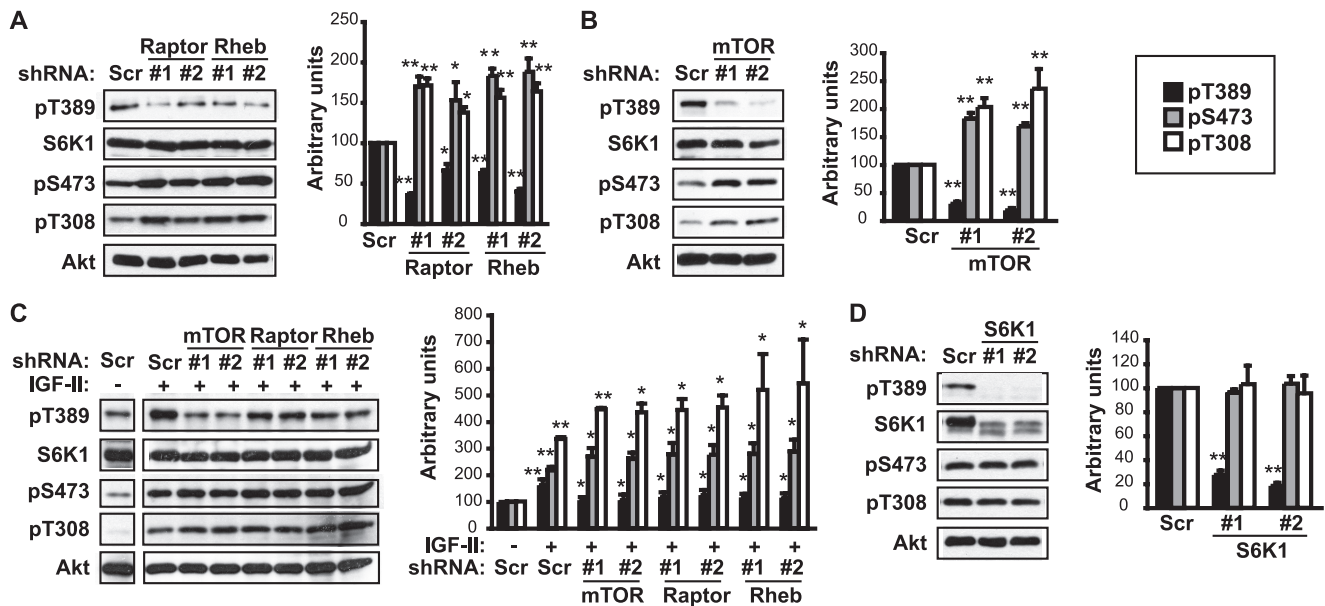 A
Raptor Rheb
shRNA: Scr #1 #2 #1 #2
pT389
S6K1
pS473
pT308
Akt
Arbitrary units
250
200
150
100
50
0
** ** * * ** ** ** **
** * ** **
Scr #1 #2 #1 #2
Raptor Rheb
B
mTOR
shRNA: Scr #1 #2
pT389
S6K1
pS473
pT308
Akt
Arbitrary units
300
250
200
150
100
50
0
** ** ** **
** **
Scr #1 #2
mTOR
pT389
pS473
pT308
C
mTOR Raptor Rheb
shRNA: Scr Scr #1 #2 #1 #2 #1 #2
IGF-II: - + + + + + + +
pT389
S6K1
pS473
pT308
Akt
Arbitrary units
800
700
600
500
400
300
200
100
0
** ** ** * * ** * * * * * * * * * * * * * * *
IGF-II: - + + + + + + +
shRNA: Scr Scr #1 #2 #1 #2 #1 #2
mTOR Raptor Rheb
D
S6K1
shRNA: Scr #1 #2
pT389
S6K1
pS473
pT308
Akt
Arbitrary units
140
120
100
80
60
40
20
0
** **
Scr #1 #2
S6K1